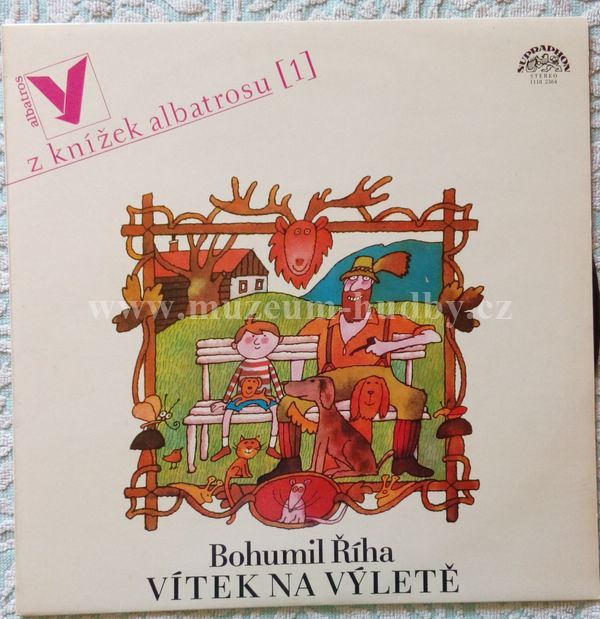 albatros
z knížek albatrosu [1]
SUPRAPHON
STEREO
1118 2364
www.muzeum-hudby.cz
Bohumil Říha
VÍTEK NA VÝLETĚ